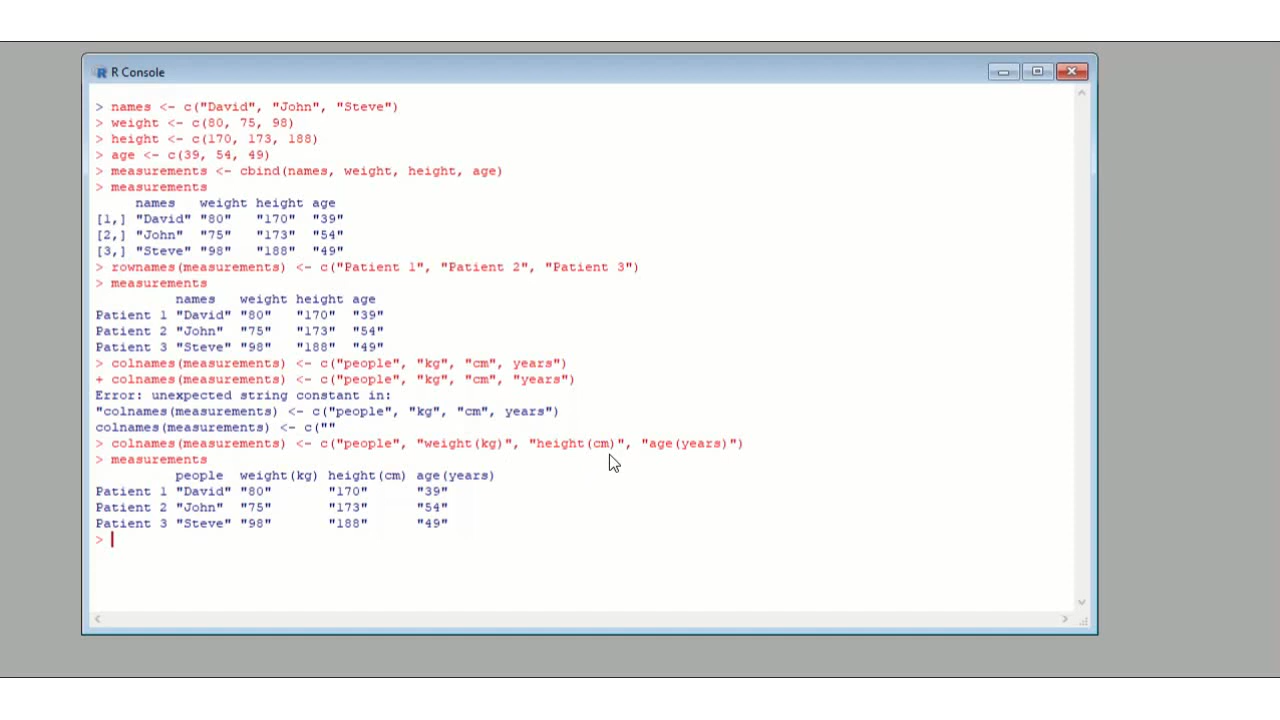 R Console
> names <- c("David", "John", "Steve")
> weight <- c(80, 75, 98)
> height <- c(170, 173, 188)
> age <- c(39, 54, 49)
> measurements <- cbind(names, weight, height, age)
> measurements
     names   weight height age
[1,] "David" "80"   "170"  "39"
[2,] "John"  "75"   "173"  "54"
[3,] "Steve" "98"   "188"  "49"
> rownames(measurements) <- c("Patient 1", "Patient 2", "Patient 3")
> measurements
          names   weight height age
Patient 1 "David" "80"   "170"  "39"
Patient 2 "John"  "75"   "173"  "54"
Patient 3 "Steve" "98"   "188"  "49"
> colnames(measurements) <- c("people", "kg", "cm", years")
+ colnames(measurements) <- c("people", "kg", "cm", "years")
Error: unexpected string constant in:
"colnames(measurements) <- c("people", "kg", "cm", years")
colnames(measurements) <- c(""
> colnames(measurements) <- c("people", "weight(kg)", "height(cm)", "age(years)")
> measurements
          people  weight(kg) height(cm) age(years)
Patient 1 "David" "80"       "170"      "39"
Patient 2 "John"  "75"       "173"      "54"
Patient 3 "Steve" "98"       "188"      "49"
>